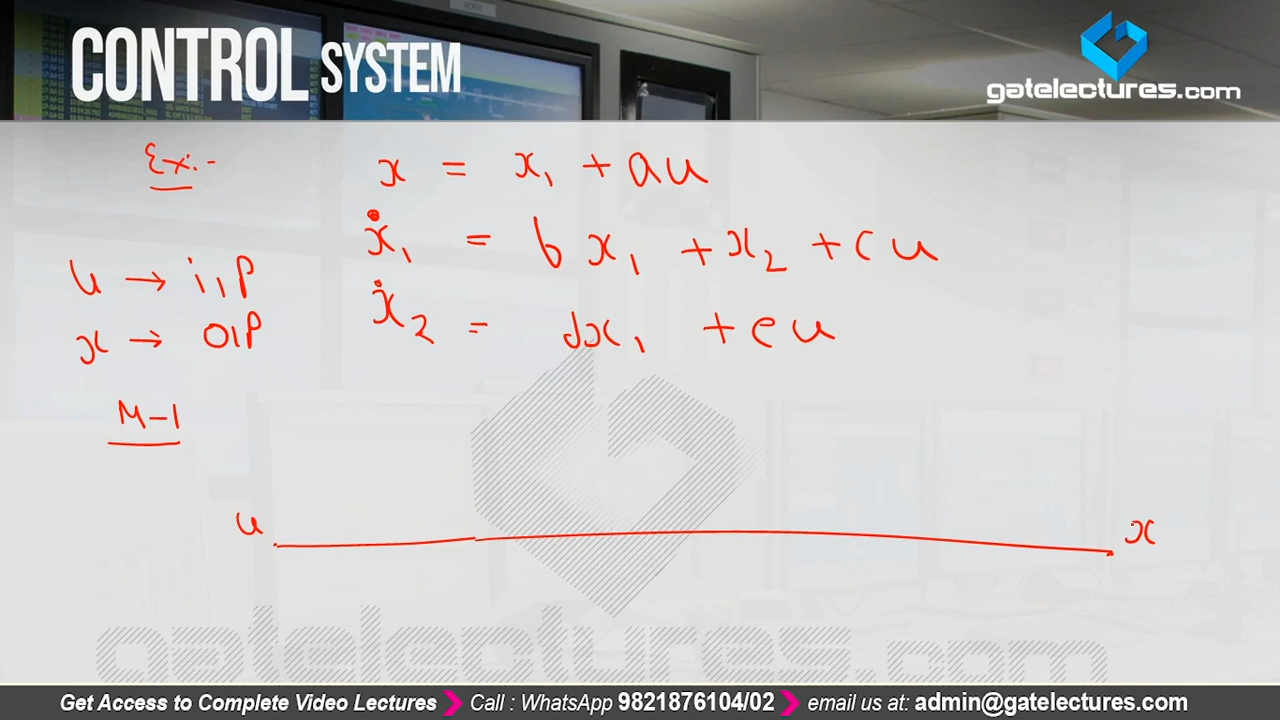 CONTROL SYSTEM
gatelectures.com
Ex:-
x = x₁ + au
ẋ₁ = bx₁ + x₂ + cu
u → i/P
ẋ₂ = dx₁ + eu
x → O/P
M-1
u
x
gatelectures.com
Get Access to Complete Video Lectures Call : WhatsApp 9821876104/02 email us at: admin@gatelectures.com